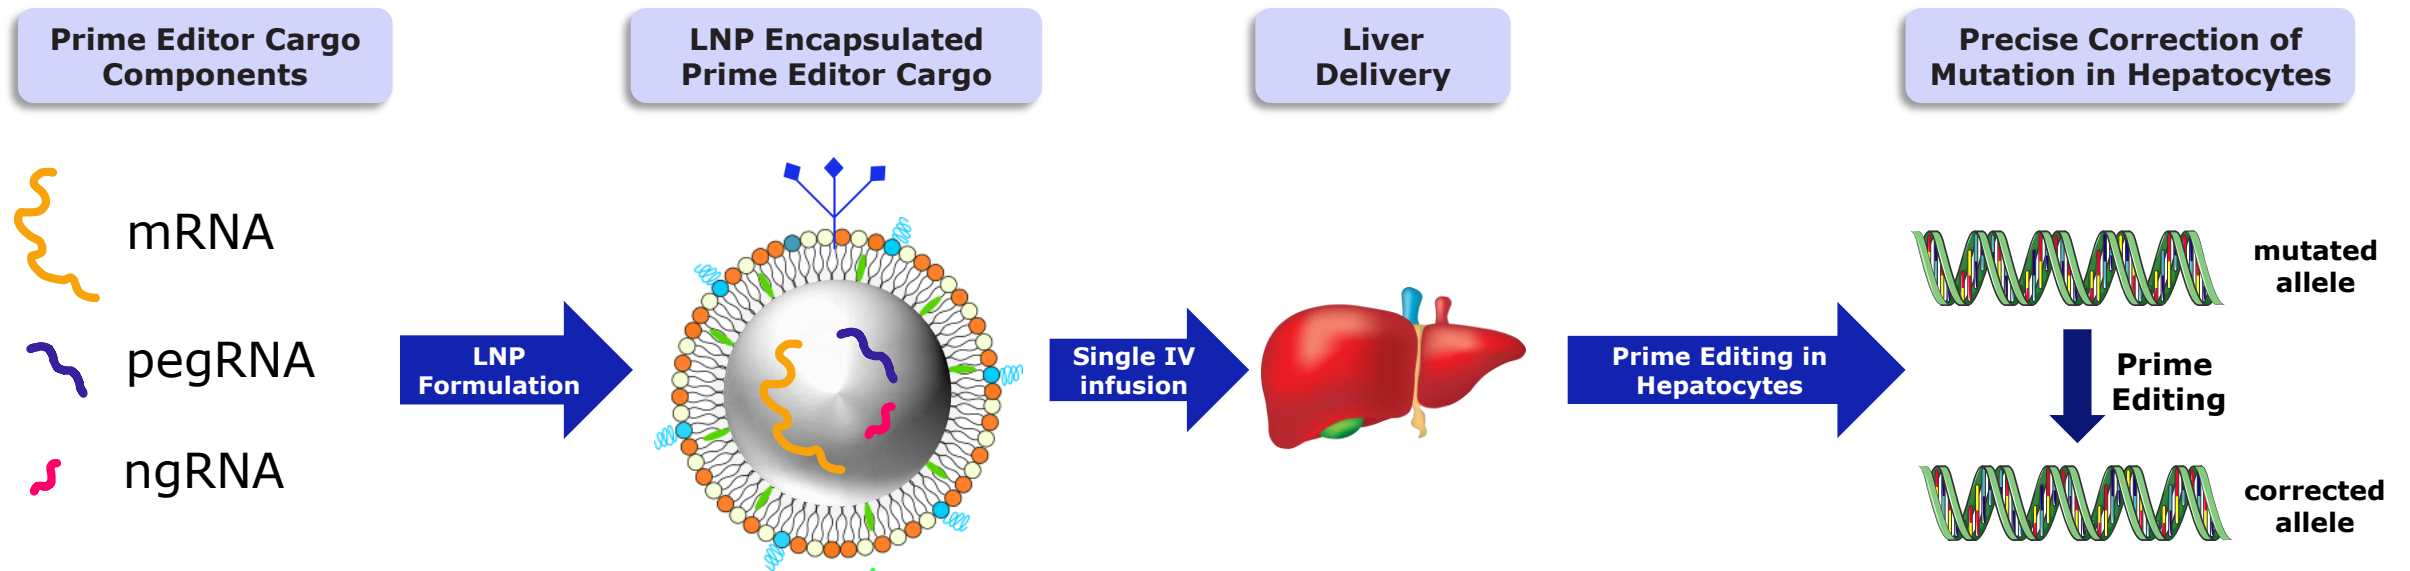 Prime Editor Cargo
Components
LNP Encapsulated
Prime Editor Cargo
Liver
Delivery
Precise Correction of
Mutation in Hepatocytes
mRNA
pegRNA
ngRNA
LNP
Formulation
Single IV
infusion
Prime Editing in
Hepatocytes
mutated
allele
Prime
Editing
corrected
allele